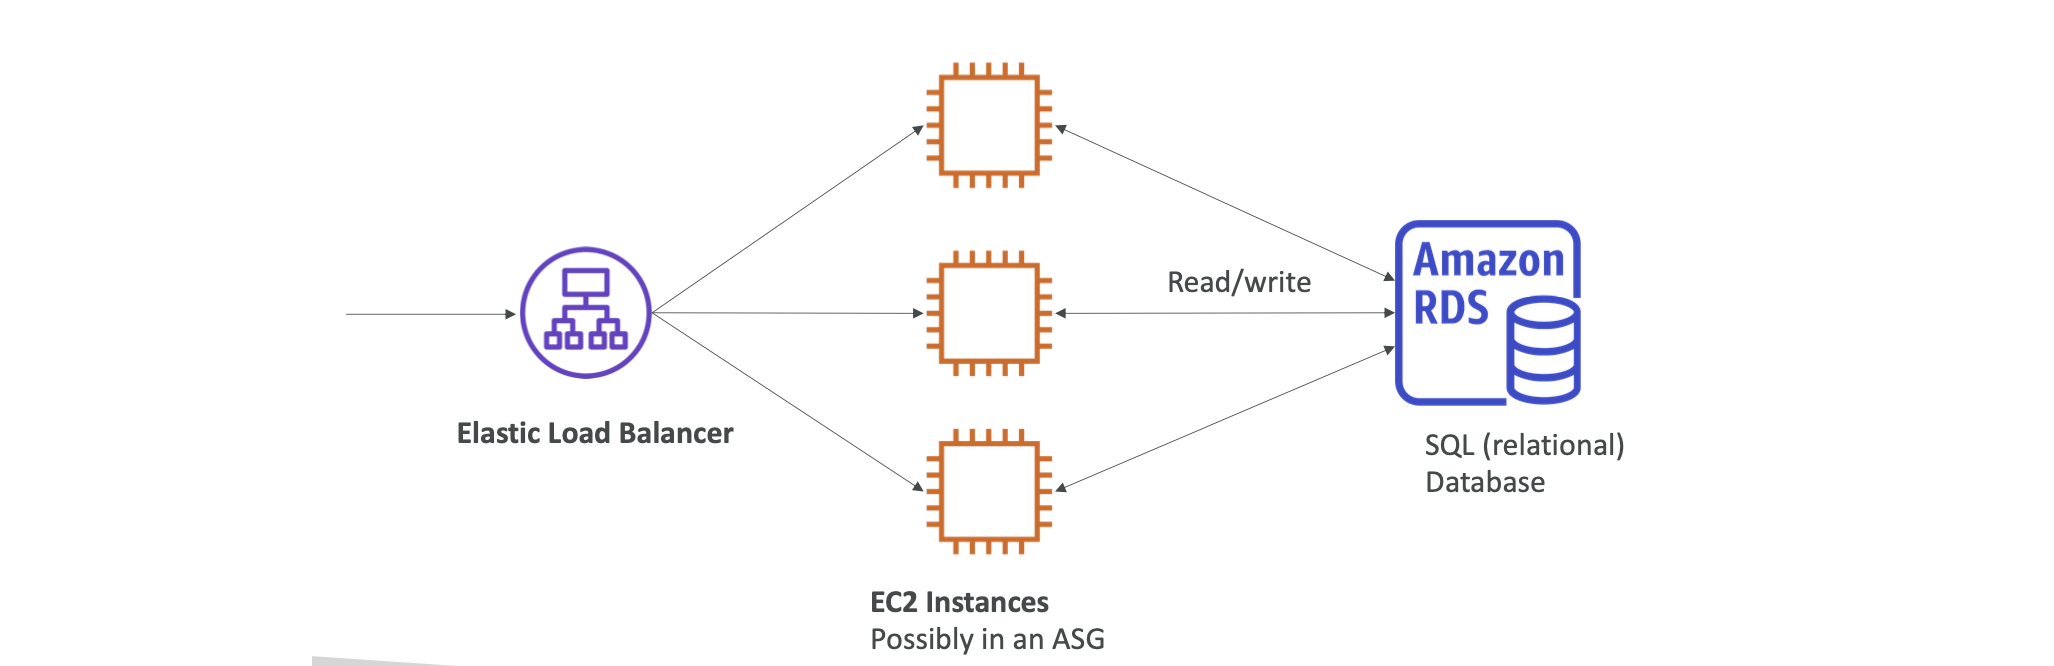 Amazon
RDS
Read/write
Elastic Load Balancer
SQL (relational)
Database
EC2 Instances
Possibly in an ASG